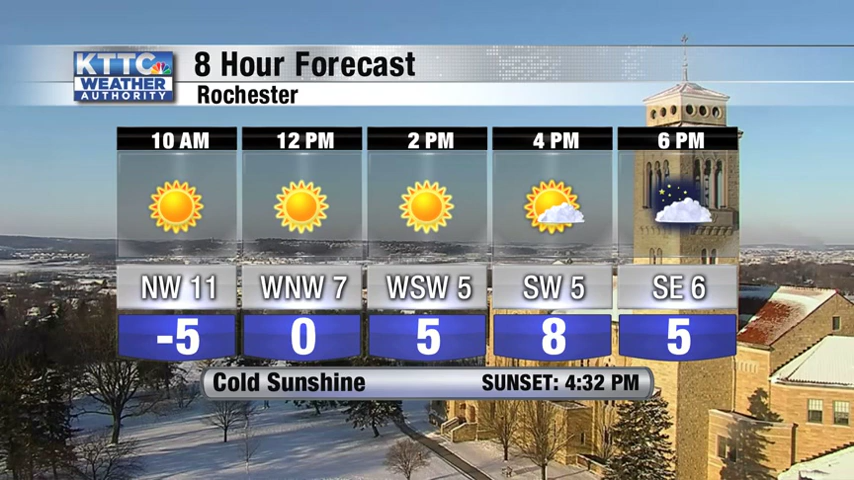 KTTC
WEATHER
AUTHORITY
8 Hour Forecast
Rochester
10 AM 12 PM 2 PM 4 PM 6 PM
NW 11 WNW 7 WSW 5 SW 5 SE 6
-5 0 5 8 5
Cold Sunshine SUNSET: 4:32 PM